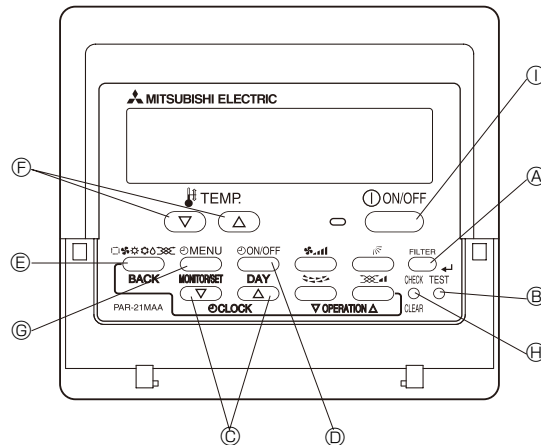 MITSUBISHI ELECTRIC
TEMP.
ON/OFF
MENU
ON/OFF
FILTER
BACK
MONITOR/SET
DAY
CHECK
TEST
PAR-21MAA
CLOCK
▽ OPERATION △
CLEAR
Ⓘ
Ⓕ
Ⓐ
Ⓔ
Ⓑ
Ⓖ
Ⓗ
Ⓒ
Ⓓ